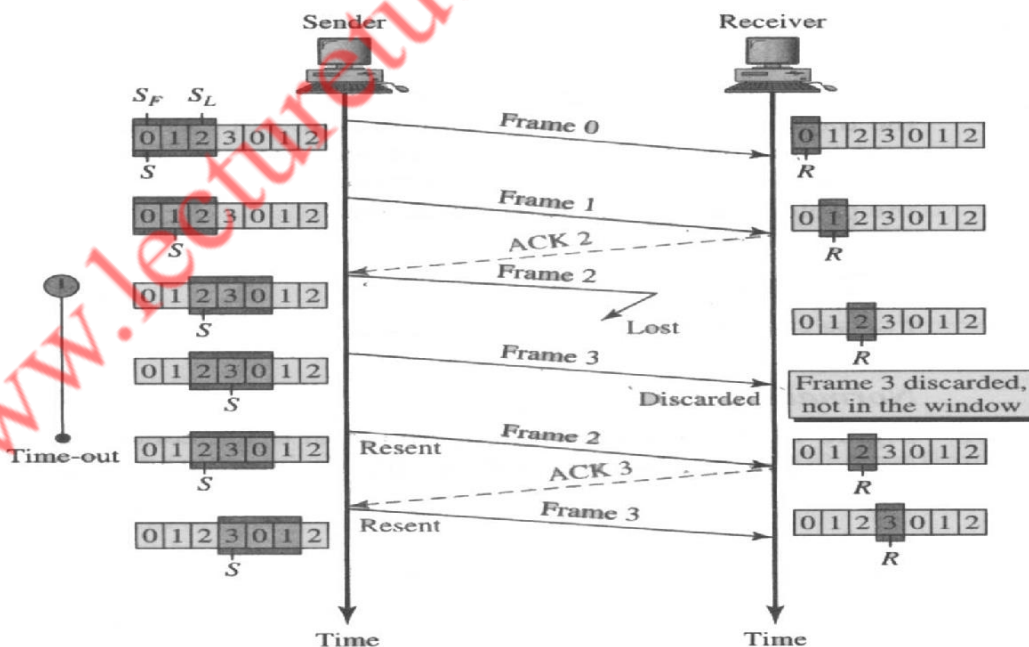 Sender
Receiver
S_F S_L
0 1 2 3 0 1 2
S
Frame 0
0 1 2 3 0 1 2
R
0 1 2 3 0 1 2
S
Frame 1
0 1 2 3 0 1 2
R
ACK 2
0 1 2 3 0 1 2
S
Frame 2
Lost
0 1 2 3 0 1 2
R
0 1 2 3 0 1 2
S
Frame 3
Discarded
Frame 3 discarded,
not in the window
Time-out
0 1 2 3 0 1 2
S
Resent
Frame 2
0 1 2 3 0 1 2
R
ACK 3
0 1 2 3 0 1 2
S
Resent
Frame 3
0 1 2 3 0 1 2
R
Time
Time